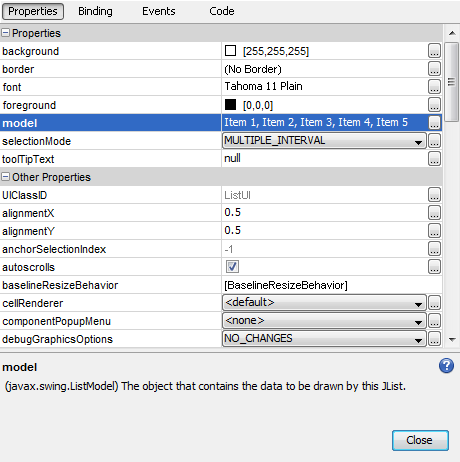 Properties Binding Events Code
Properties
background [255,255,255] ...
border (No Border) ...
font Tahoma 11 Plain ...
foreground [0,0,0] ...
model Item 1, Item 2, Item 3, Item 4, Item 5 ...
selectionMode MULTIPLE_INTERVAL ...
toolTipText null ...
Other Properties
UIClassID ListUI ...
alignmentX 0.5 ...
alignmentY 0.5 ...
anchorSelectionIndex -1 ...
autoscrolls ...
baselineResizeBehavior [BaselineResizeBehavior] ...
cellRenderer <default> ...
componentPopupMenu <none> ...
debugGraphicsOptions NO_CHANGES ...
model ?
(javax.swing.ListModel) The object that contains the data to be drawn by this JList.
Close